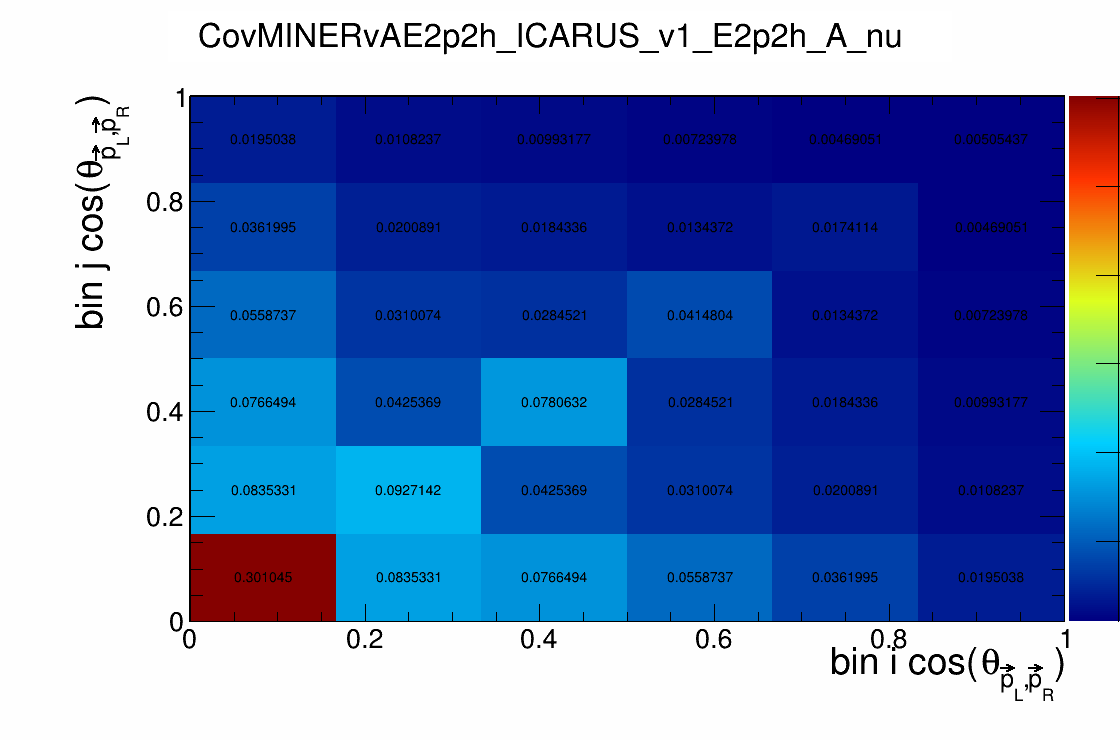 CovMINERvAE2p2h_ICARUS_v1_E2p2h_A_nu
bin j cos(θ p⃗_L,p⃗_R)
1
0.8
0.6
0.4
0.2
0
0.0195038 0.0108237 0.00993177 0.00723978 0.00489051 0.00505437
0.0361995 0.0200891 0.0184336 0.0134372 0.0174114 0.00489051
0.0558737 0.0310074 0.0284521 0.0414804 0.0134372 0.00723978
0.0766494 0.0425369 0.0780632 0.0284521 0.0184336 0.00993177
0.0835331 0.0927142 0.0425369 0.0310074 0.0200891 0.0108237
0.301045 0.0835331 0.0766494 0.0558737 0.0361995 0.0195038
0 0.2 0.4 0.6 0.8 1
bin i cos(θ p⃗_L,p⃗_R)